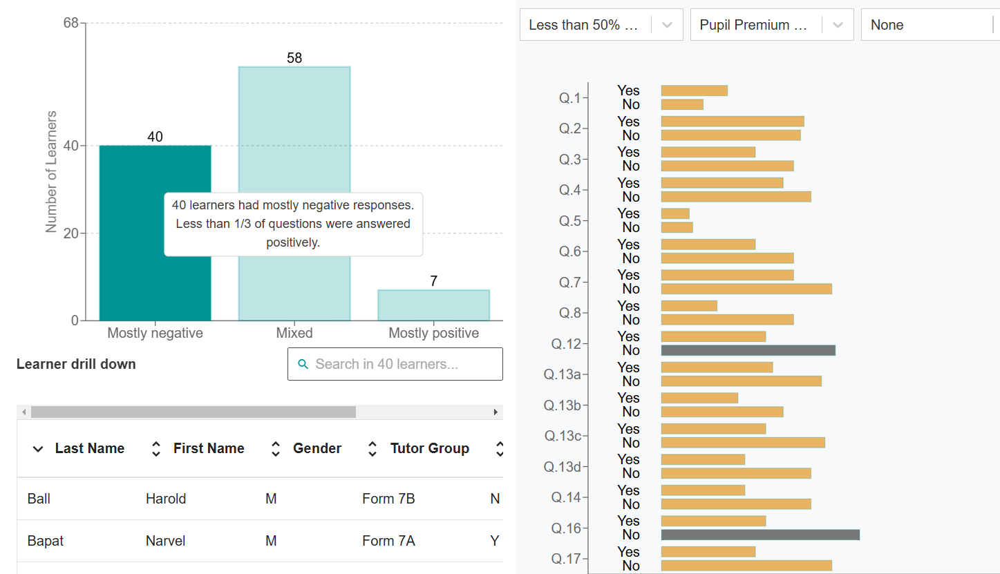 68
58
40
40
Number of Learners
40 learners had mostly negative responses.
Less than 1/3 of questions were answered
positively.
20
7
0
Mostly negative
Mixed
Mostly positive
Learner drill down
Search in 40 learners...
Last Name
First Name
Gender
Tutor Group
Ball
Harold
M
Form 7B
N
Bapat
Narvel
M
Form 7A
Y
Less than 50% ...
Pupil Premium ...
None
Q.1
Yes
No
Q.2
Yes
No
Q.3
Yes
No
Q.4
Yes
No
Q.5
Yes
No
Q.6
Yes
No
Q.7
Yes
No
Q.8
Yes
No
Q.12
Yes
No
Q.13a
Yes
No
Q.13b
Yes
No
Q.13c
Yes
No
Q.13d
Yes
No
Q.14
Yes
No
Q.16
Yes
No
Q.17
Yes
No